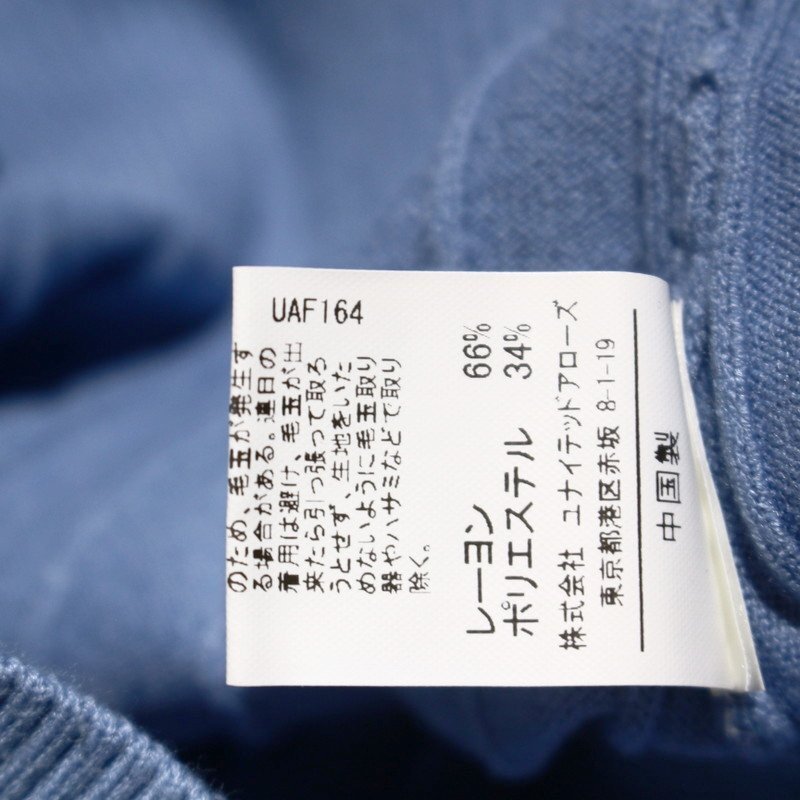 UAF164
のため、毛玉が発生す
る場合がある。連日の
着用は避け、毛玉が出
来たら引っ張って取ろ
うとせず、生地をいた
めないように毛玉取り
器やハサミなどで取り
除く。
レーヨン 66%
ポリエステル 34%
株式会社 ユナイテッドアローズ
東京都港区赤坂 8-1-19
中国製